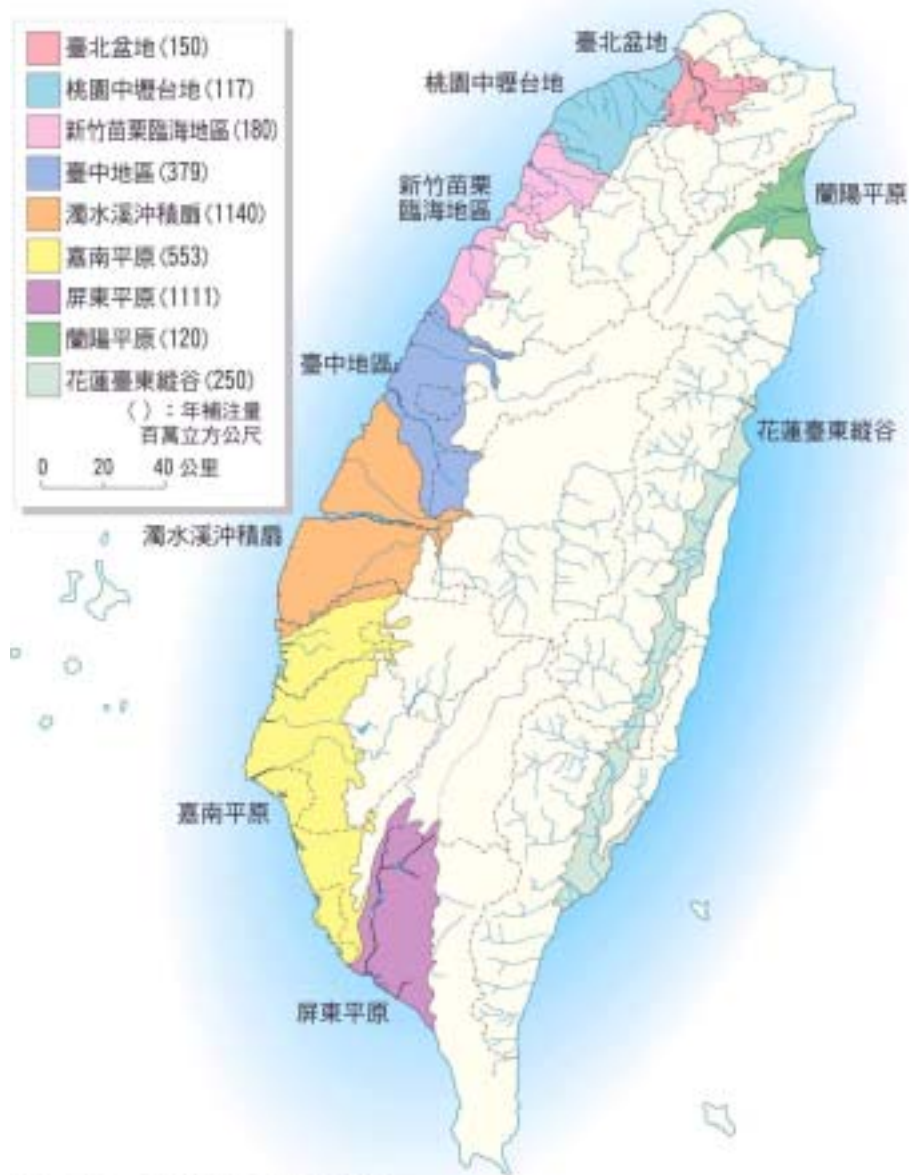 臺北盆地(150)
桃園中壢台地(117)
新竹苗栗臨海地區(180)
臺中地區(379)
濁水溪沖積扇(1140)
嘉南平原(553)
屏東平原(1111)
蘭陽平原(120)
花蓮臺東縱谷(250)
( )：年補注量
百萬立方公尺
0 20 40 公里
臺北盆地
桃園中壢台地
新竹苗栗
臨海地區
蘭陽平原
臺中地區
花蓮臺東縱谷
濁水溪沖積扇
嘉南平原
屏東平原